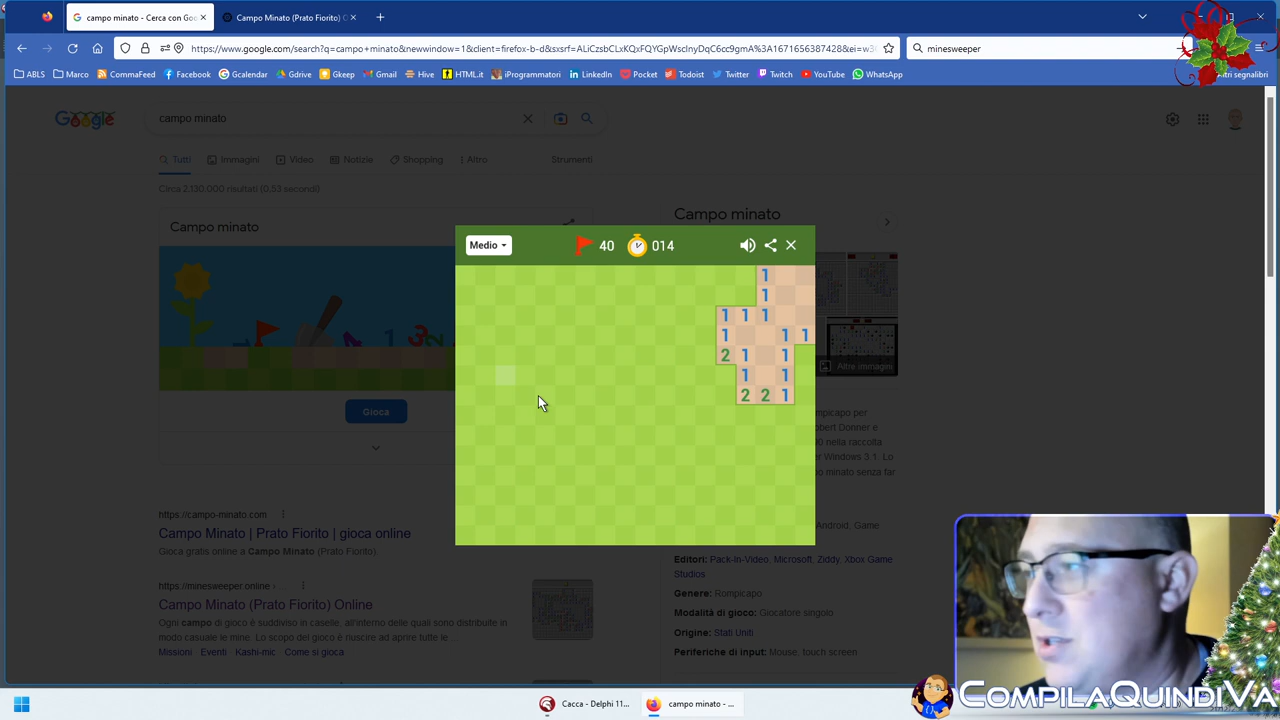 campo minato - Cerca con Goo
Campo Minato (Prato Fiorito) O
https://www.google.com/search?q=campo+minato&newwindow=1&client=firefox-b-d&sxsrf=
minesweeper
ABLS
Marco
CommaFeed
Facebook
Gcalendar
Gdrive
Gkeep
Gmail
Hive
HTML.it
iProgrammatori
LinkedIn
Pocket
Todoist
Twitter
Twitch
YouTube
WhatsApp
Altri segnalibri
Google
campo minato
Tutti
Immagini
Video
Notizie
Shopping
Altro
Strumenti
Circa 2.130.000 risultati (0,53 secondi)
Campo minato
Campo minato
Medio
40
014
1
1
1 1 1
1 1 1
2 1 1
1 1
2 2 1
Altre immagini
Gioca
https://campo-minato.com
Campo Minato | Prato Fiorito | gioca online
Gioca gratis online a Campo Minato (Prato Fiorito).
https://minesweeper.online › ...
Campo Minato (Prato Fiorito) Online
Ogni campo di gioco è suddiviso in caselle, all'interno delle quali sono distribuite in
modo casuale le mine. Lo scopo del gioco è riuscire ad aprire tutte le...
Missioni Eventi Kashi-mic Come si gioca
Android, Game
Editori: Pack-In-Video, Microsoft, Ziddy, Xbox Game
Studios
Genere: Rompicapo
Modalità di gioco: Giocatore singolo
Origine: Stati Uniti
Periferiche di input: Mouse, touch screen
Cacca - Delphi 11...
campo minato - ...
COMPILAQUINDIVA